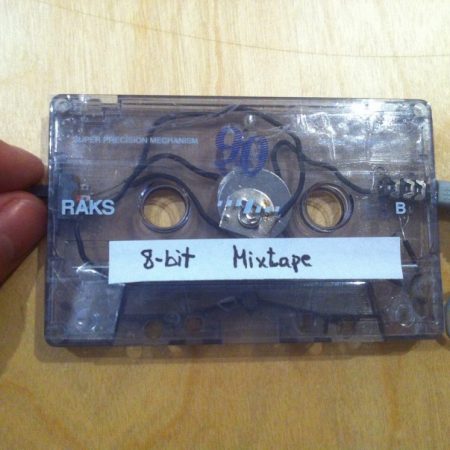 SUPER PRECISION MECHANISM
90
RAKS
B
8-bit Mixtape